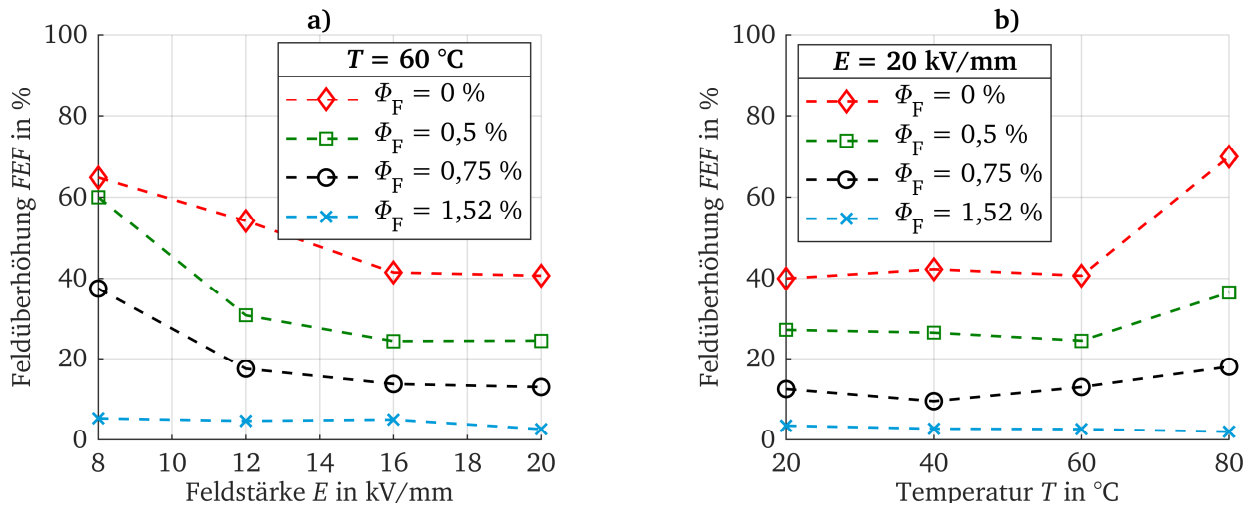 a)
Feldüberhöhung FEF in %
100
80
60
40
20
0
T = 60 °C
Φ_F = 0 %
Φ_F = 0,5 %
Φ_F = 0,75 %
Φ_F = 1,52 %
8 10 12 14 16 18 20
Feldstärke E in kV/mm
b)
Feldüberhöhung FEF in %
100
80
60
40
20
0
E = 20 kV/mm
Φ_F = 0 %
Φ_F = 0,5 %
Φ_F = 0,75 %
Φ_F = 1,52 %
20 40 60 80
Temperatur T in °C